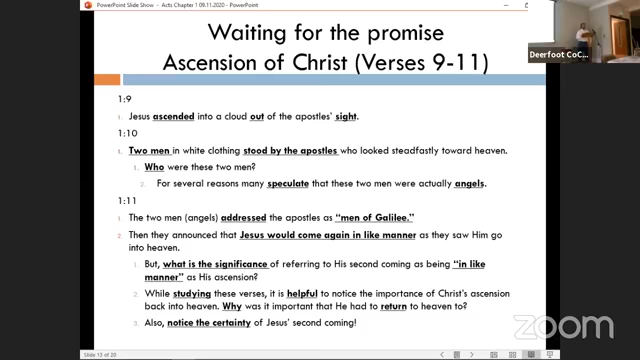 PowerPoint Slide Show - Acts Chapter 1 09.11.2020 - PowerPoint
Waiting for the promise
Ascension of Christ (Verses 9-11)
Deerfoot CoC...
1:9
1. Jesus ascended into a cloud out of the apostles' sight.
1:10
1. Two men in white clothing stood by the apostles who looked steadfastly toward heaven.
1. Who were these two men?
2. For several reasons many speculate that these two men were actually angels.
1:11
1. The two men (angels) addressed the apostles as "men of Galilee."
2. Then they announced that Jesus would come again in like manner as they saw Him go
into heaven.
1. But, what is the significance of referring to His second coming as being "in like
manner" as His ascension?
2. While studying these verses, it is helpful to notice the importance of Christ's ascension
back into heaven. Why was it important that He had to return to heaven to?
3. Also, notice the certainty of Jesus' second coming!
zoom
Slide 13 of 20